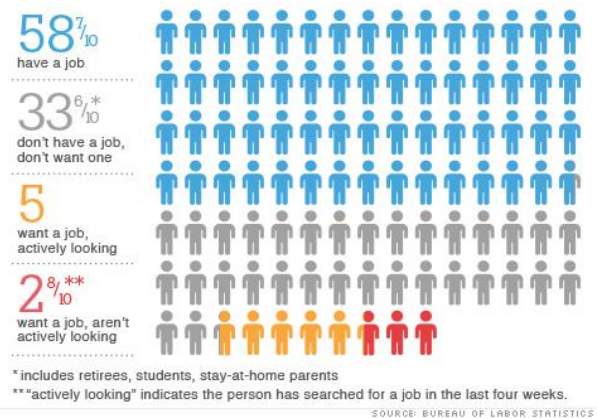 58 7/10
have a job
33 6/10*
don't have a job,
don't want one
5
want a job,
actively looking
2 8/10**
want a job, aren't
actively looking
* includes retirees, students, stay-at-home parents
**"actively looking" indicates the person has searched for a job in the last four weeks.
SOURCE: BUREAU OF LABOR STATISTICS